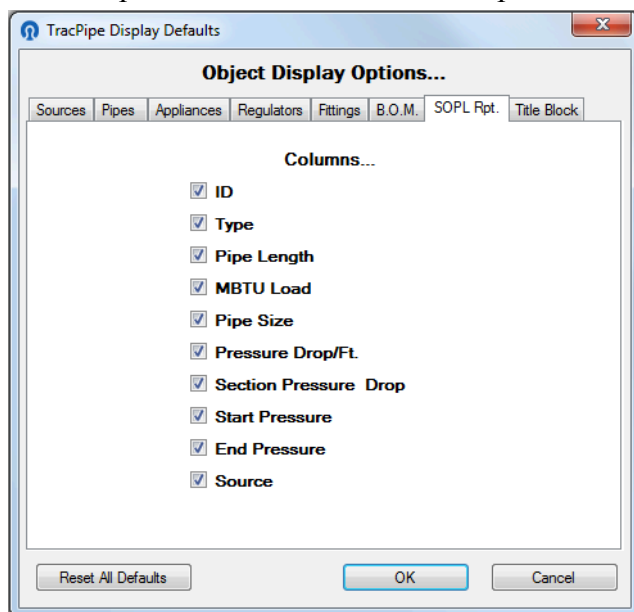 TracPipe Display Defaults
Object Display Options...
Sources Pipes Appliances Regulators Fittings B.O.M. SOPL Rpt. Title Block
Columns...
ID
Type
Pipe Length
MBTU Load
Pipe Size
Pressure Drop/Ft.
Section Pressure Drop
Start Pressure
End Pressure
Source
Reset All Defaults OK Cancel